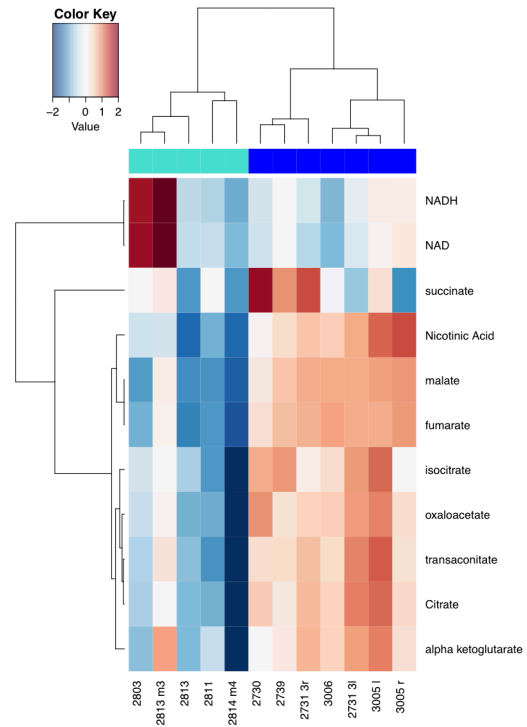 Color Key
−2 0 1 2
Value
NADH
NAD
succinate
Nicotinic Acid
malate
fumarate
isocitrate
oxaloacetate
transaconitate
Citrate
alpha ketoglutarate
2803
2813 m3
2813
2811
2814 m4
2730
2739
2731 3r
3006
2731 3l
3005 l
3005 r